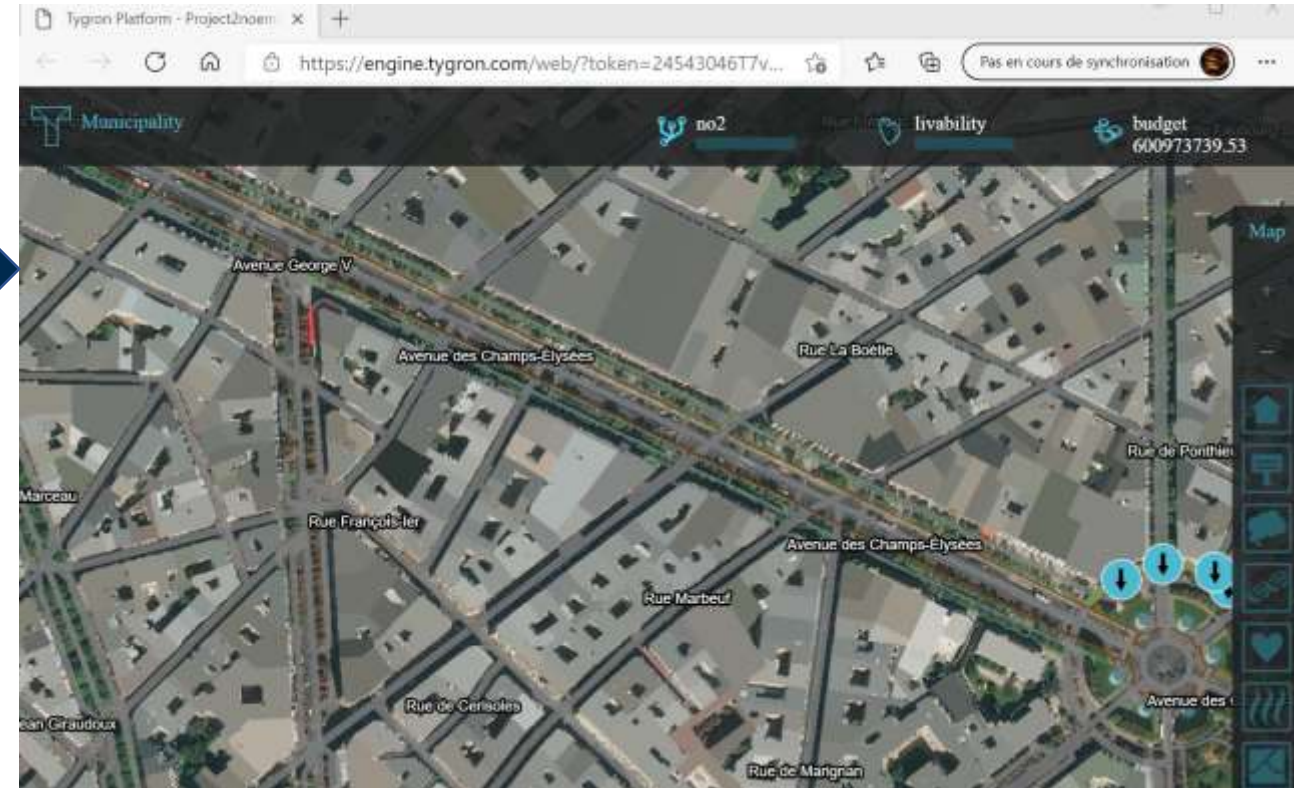 Tygron Platform - Project2noem
https://engine.tygron.com/web/?token=24543046T7v...
Pas en cours de synchronisation
Municipality
no2
livability
budget
600973739.53
Map
Avenue George V
Avenue des Champs-Elysées
Rue La Boétie
Rue de Ponthieu
Marceau
Rue François-Ier
Avenue des Champs-Elysées
Rue Marbeuf
Rue de Cerisoles
Avenue des
ean Giraudoux
Rue de Marignan